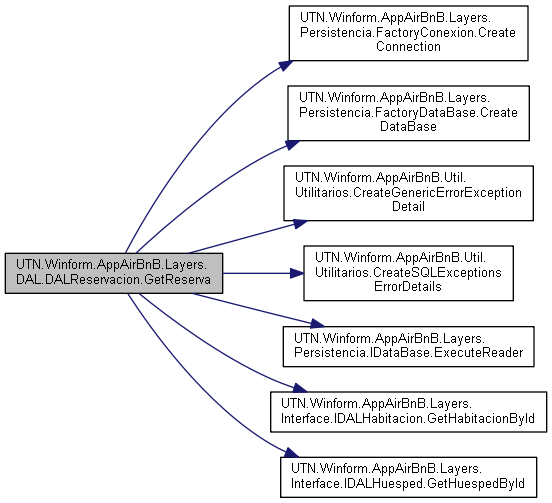 UTN.Winform.AppAirBnB.Layers.
Persistencia.FactoryConexion.Create
Connection
UTN.Winform.AppAirBnB.Layers.
Persistencia.FactoryDataBase.Create
DataBase
UTN.Winform.AppAirBnB.Util.
Utilitarios.CreateGenericErrorException
Detail
UTN.Winform.AppAirBnB.Layers.
DAL.DALReservacion.GetReserva
UTN.Winform.AppAirBnB.Util.
Utilitarios.CreateSQLExceptions
ErrorDetails
UTN.Winform.AppAirBnB.Layers.
Persistencia.IDataBase.ExecuteReader
UTN.Winform.AppAirBnB.Layers.
Interface.IDALHabitacion.GetHabitacionById
UTN.Winform.AppAirBnB.Layers.
Interface.IDALHuesped.GetHuespedById